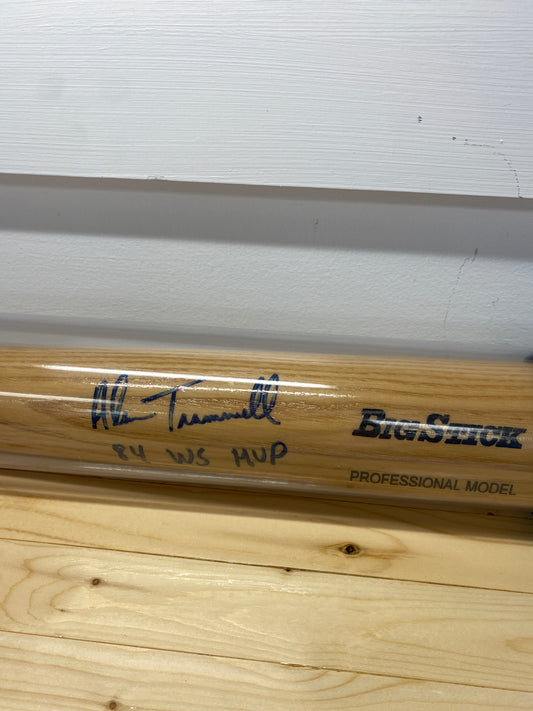 Alan Trammell
84 WS MVP
BIGSTICK
PROFESSIONAL MODEL